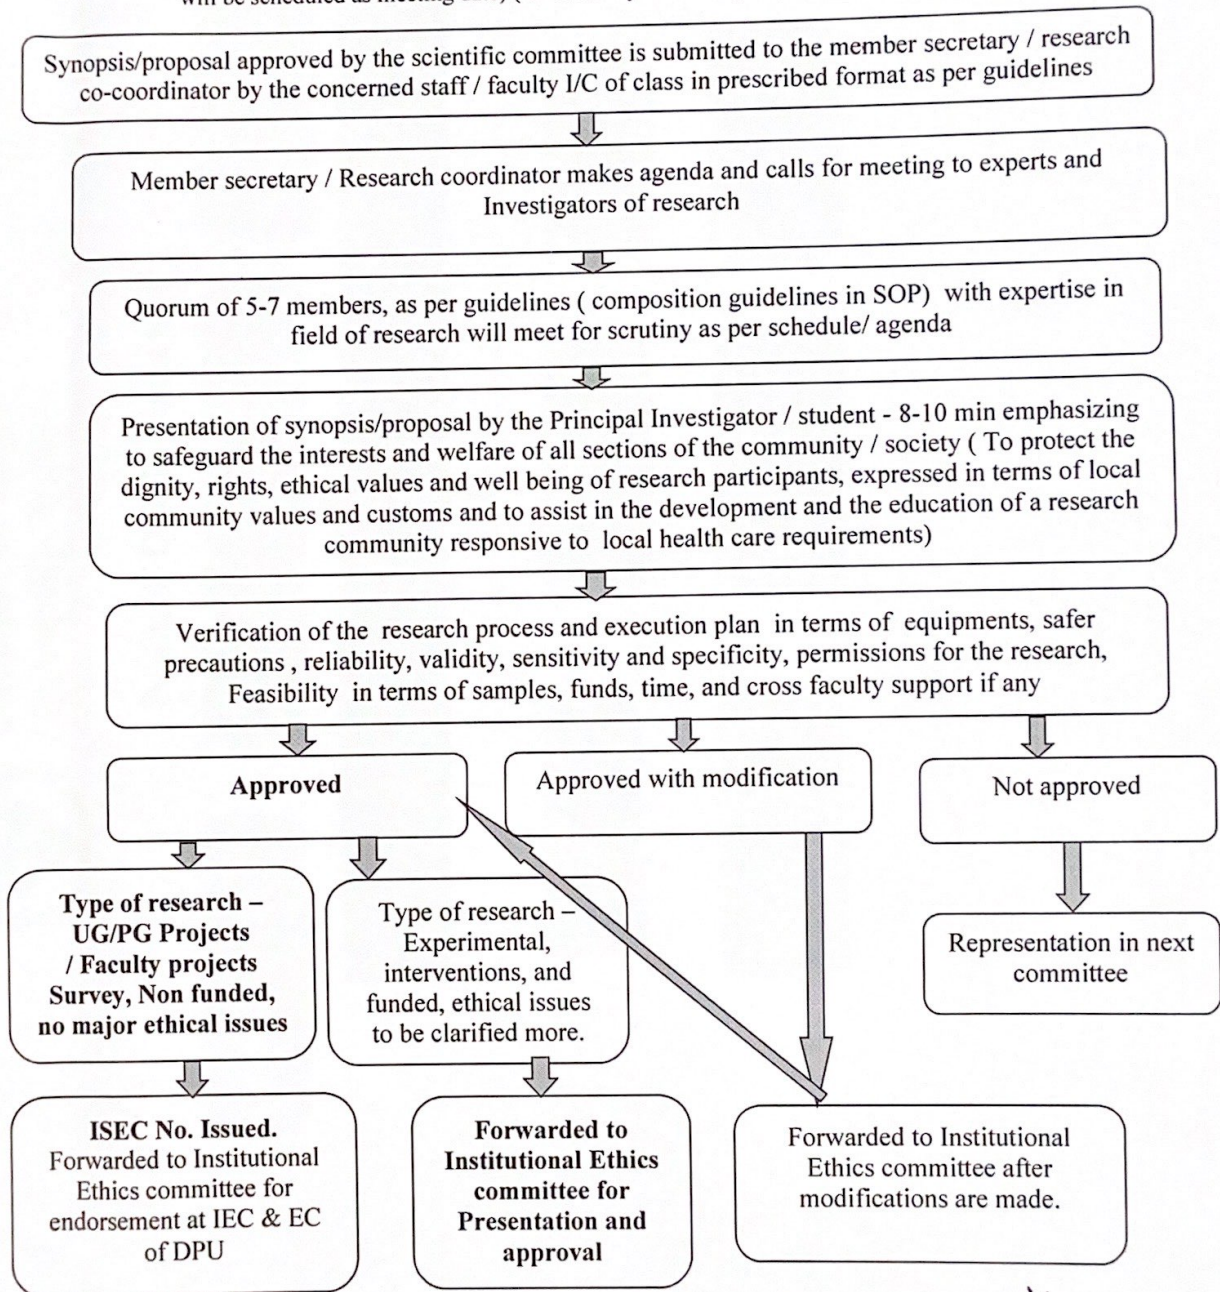 Synopsis/proposal approved by the scientific committee is submitted to the member secretary / research
co-coordinator by the concerned staff / faculty I/C of class in prescribed format as per guidelines
Member secretary / Research coordinator makes agenda and calls for meeting to experts and
Investigators of research
Quorum of 5-7 members, as per guidelines ( composition guidelines in SOP) with expertise in
field of research will meet for scrutiny as per schedule/ agenda
Presentation of synopsis/proposal by the Principal Investigator / student - 8-10 min emphasizing
to safeguard the interests and welfare of all sections of the community / society ( To protect the
dignity, rights, ethical values and well being of research participants, expressed in terms of local
community values and customs and to assist in the development and the education of a research
community responsive to local health care requirements)
Verification of the research process and execution plan in terms of equipments, safer
precautions , reliability, validity, sensitivity and specificity, permissions for the research,
Feasibility in terms of samples, funds, time, and cross faculty support if any
Approved
Approved with modification
Not approved
Type of research –
UG/PG Projects
/ Faculty projects
Survey, Non funded,
no major ethical issues
Type of research –
Experimental,
interventions, and
funded, ethical issues
to be clarified more.
Representation in next
committee
ISEC No. Issued.
Forwarded to Institutional
Ethics committee for
endorsement at IEC & EC
of DPU
Forwarded to
Institutional Ethics
committee for
Presentation and
approval
Forwarded to Institutional
Ethics committee after
modifications are made.